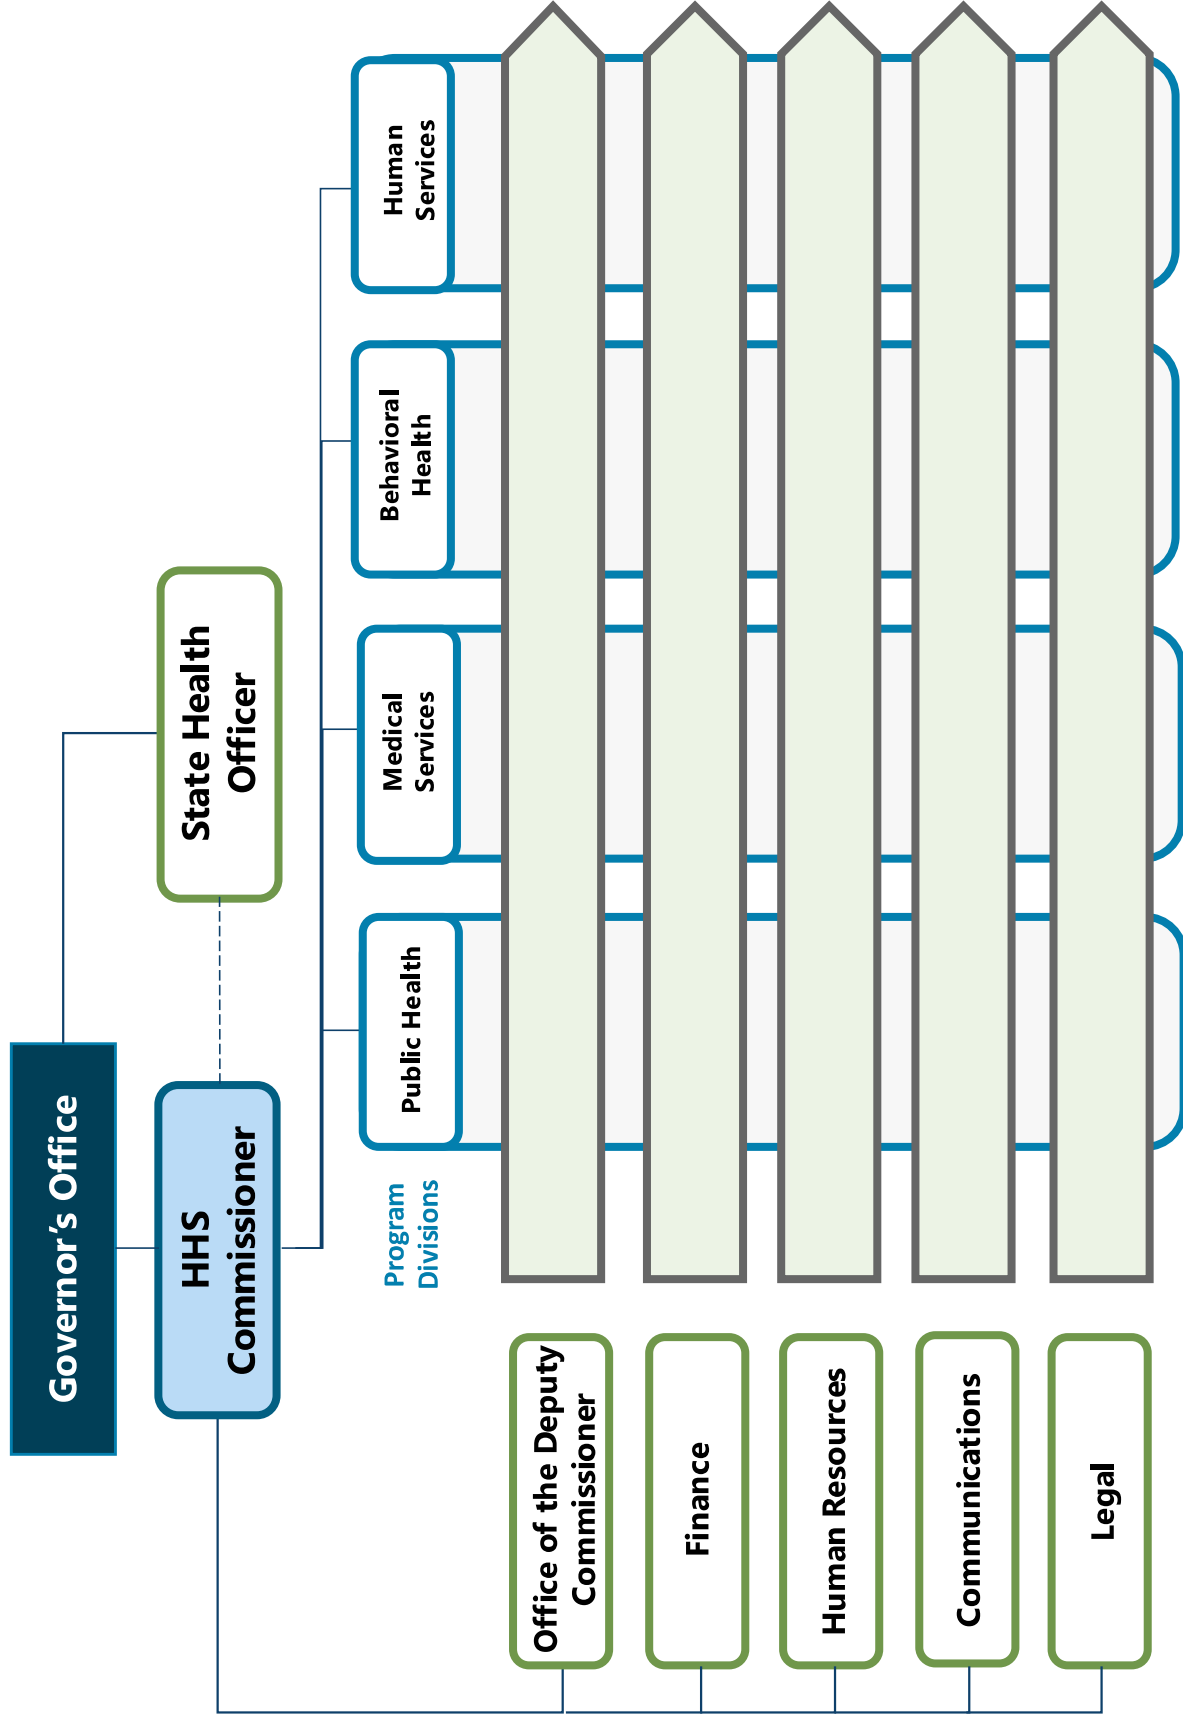 Governor’s Office
HHS
Commissioner
State Health
Officer
Program
Divisions
Public Health
Medical
Services
Behavioral
Health
Human
Services
Office of the Deputy
Commissioner
Finance
Human Resources
Communications
Legal